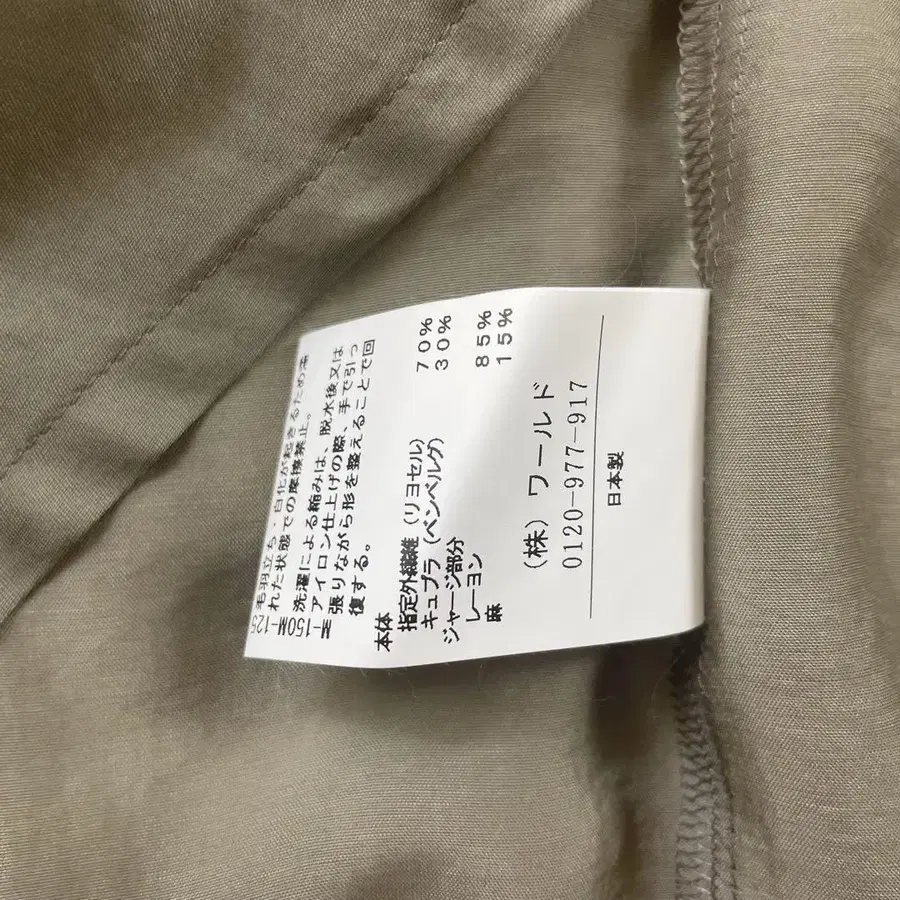 毛羽立ち・白化が起きるため濡
れた状態での摩擦禁止。
洗濯による縮みは、脱水後又は
アイロン仕上げの際、手で引っ
張りながら形を整えることで回
復する。
本体
指定外繊維（リヨセル） 70%
キュプラ（ベンベルグ） 30%
ジャージ部分
レーヨン 85%
麻 15%
（株）ワールド
0120-977-917
日本製